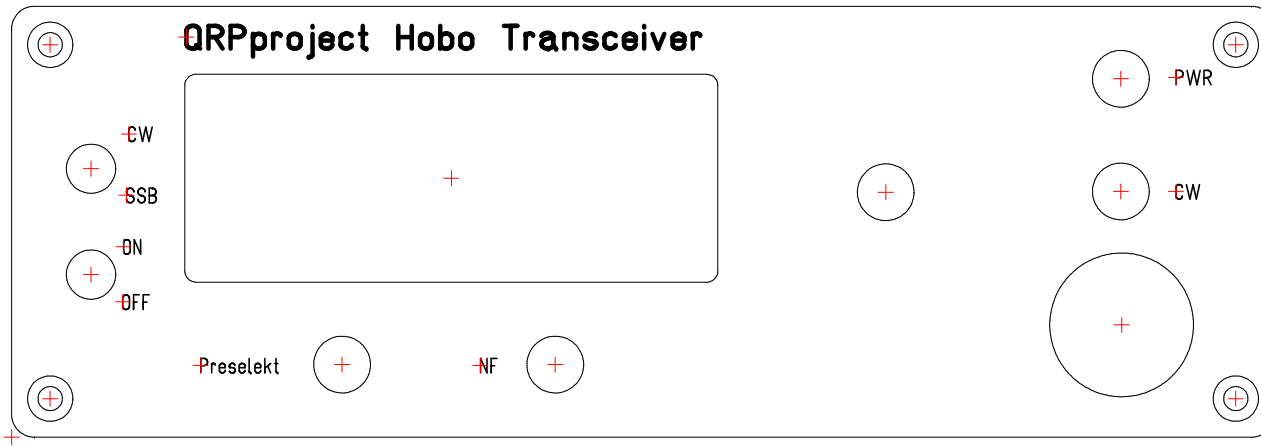 QRPproject Hobo Transceiver
PWR
CW
SSB
CW
ON
OFF
Preselekt
NF